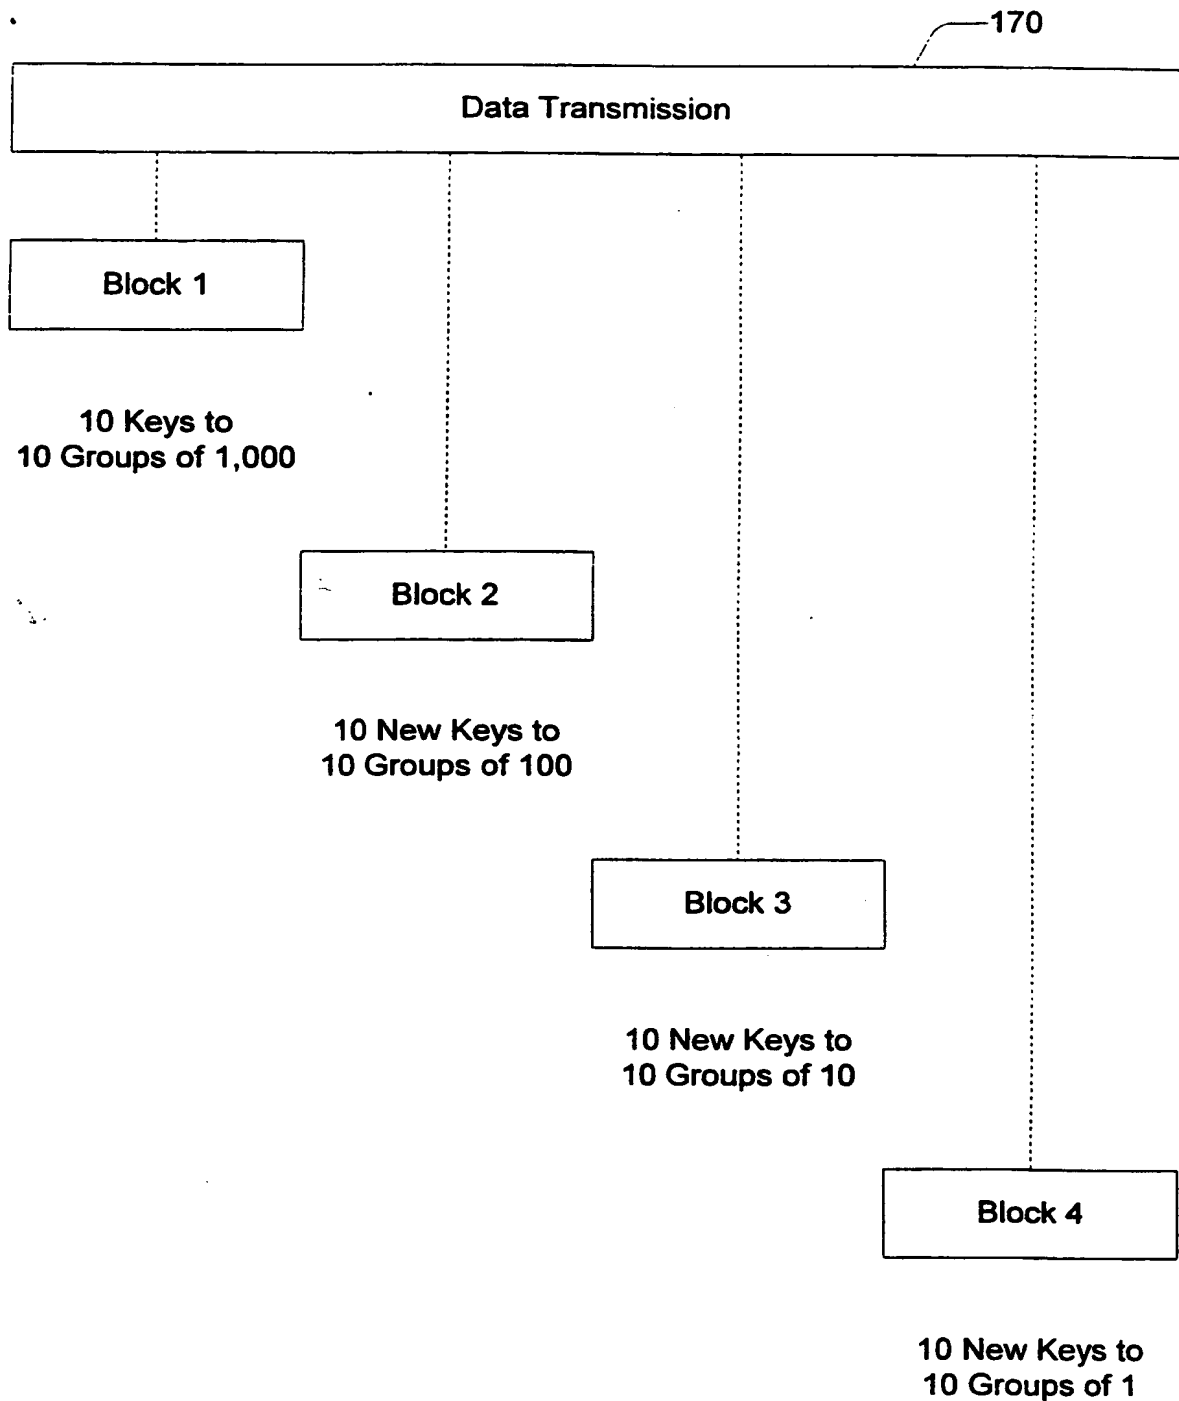 170
Data Transmission
Block 1
10 Keys to
10 Groups of 1,000
Block 2
10 New Keys to
10 Groups of 100
Block 3
10 New Keys to
10 Groups of 10
Block 4
10 New Keys to
10 Groups of 1